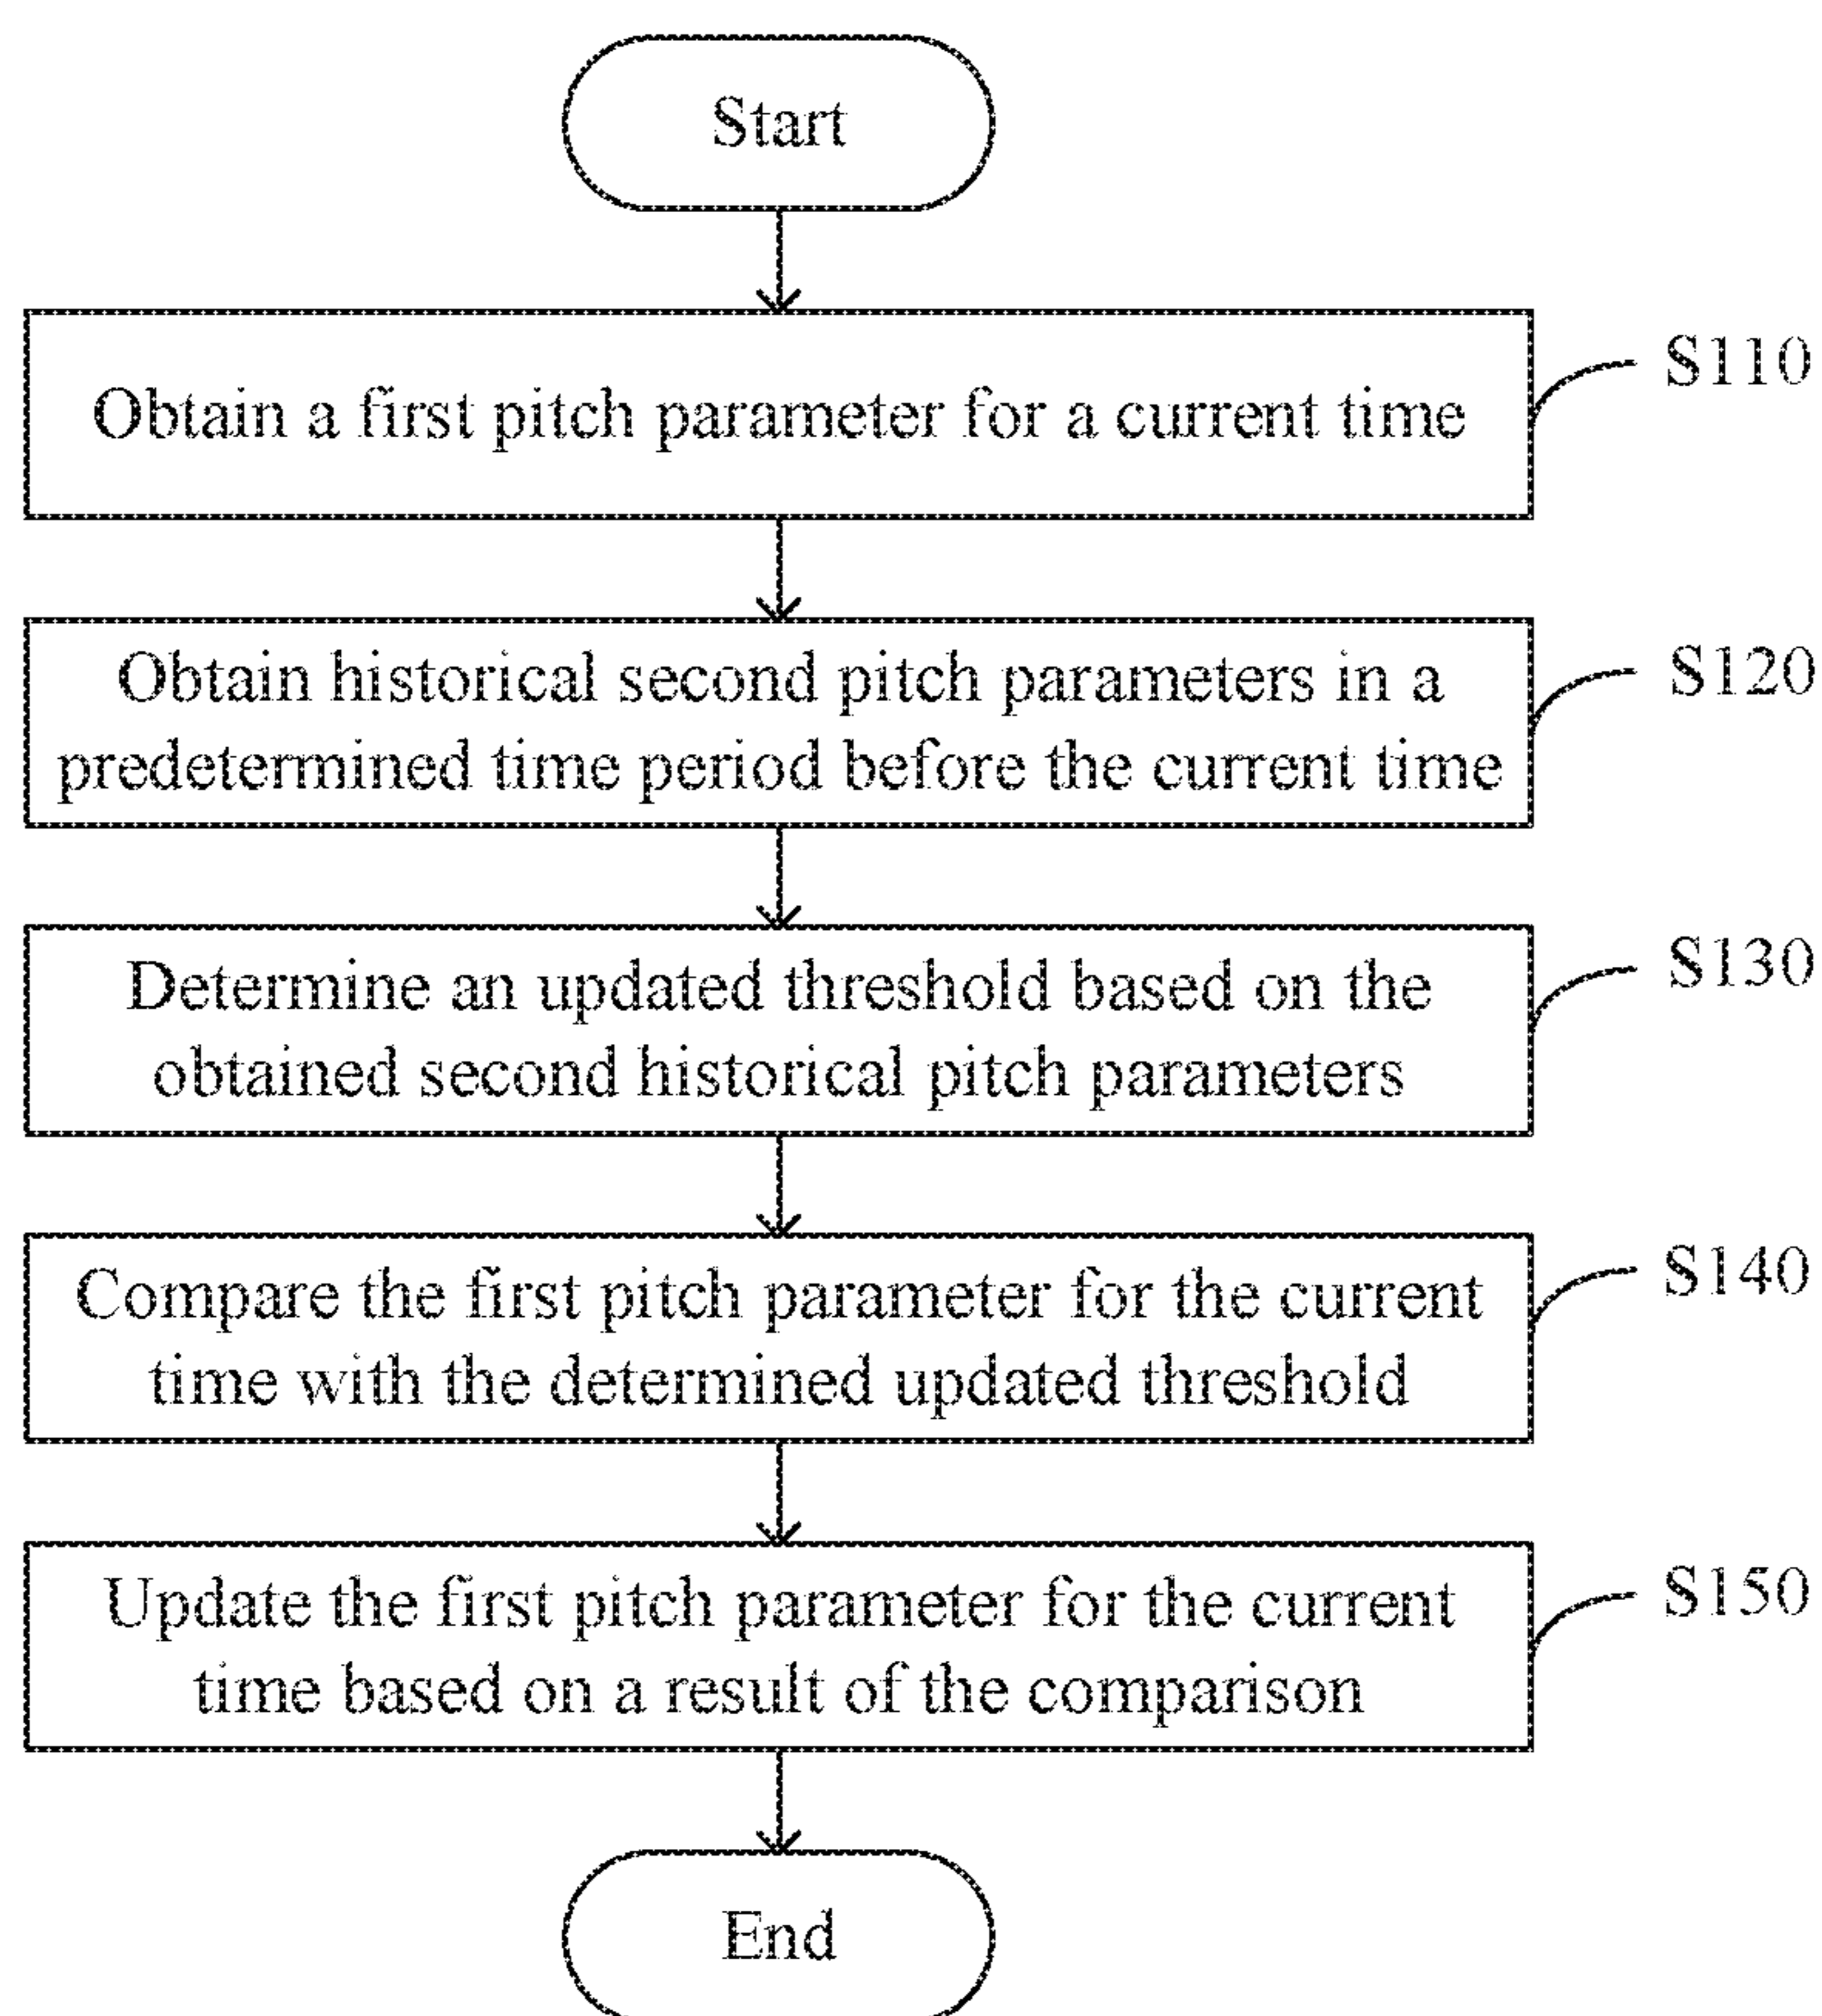 Start
Obtain a first pitch parameter for a current time
S110
Obtain historical second pitch parameters in a
predetermined time period before the current time
S120
Determine an updated threshold based on the
obtained second historical pitch parameters
S130
Compare the first pitch parameter for the current
time with the determined updated threshold
S140
Update the first pitch parameter for the current
time based on a result of the comparison
S150
End